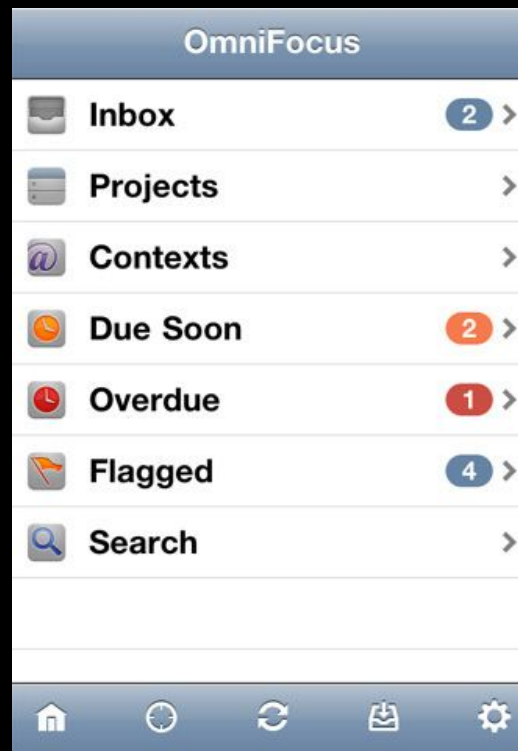 OmniFocus
Inbox 2
Projects
Contexts
Due Soon 2
Overdue 1
Flagged 4
Search